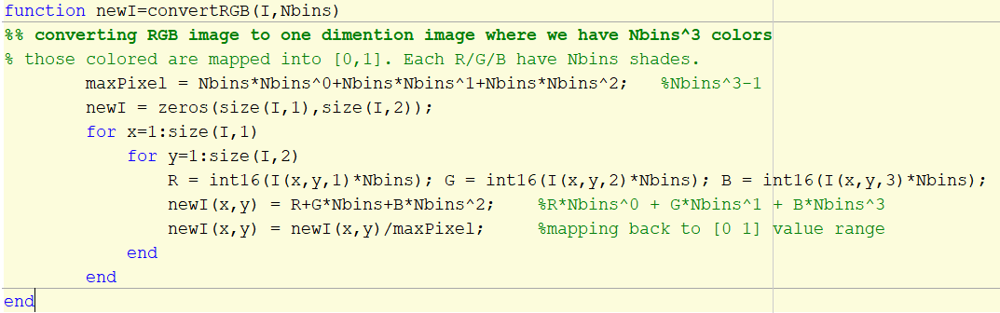 function newI=convertRGB(I,Nbins)
%% converting RGB image to one dimention image where we have Nbins^3 colors
% those colored are mapped into [0,1]. Each R/G/B have Nbins shades.
maxPixel = Nbins*Nbins^0+Nbins*Nbins^1+Nbins*Nbins^2;   %Nbins^3-1
newI = zeros(size(I,1),size(I,2));
for x=1:size(I,1)
for y=1:size(I,2)
R = int16(I(x,y,1)*Nbins); G = int16(I(x,y,2)*Nbins); B = int16(I(x,y,3)*Nbins);
newI(x,y) = R+G*Nbins+B*Nbins^2;    %R*Nbins^0 + G*Nbins^1 + B*Nbins^3
newI(x,y) = newI(x,y)/maxPixel;     %mapping back to [0 1] value range
end
end
end